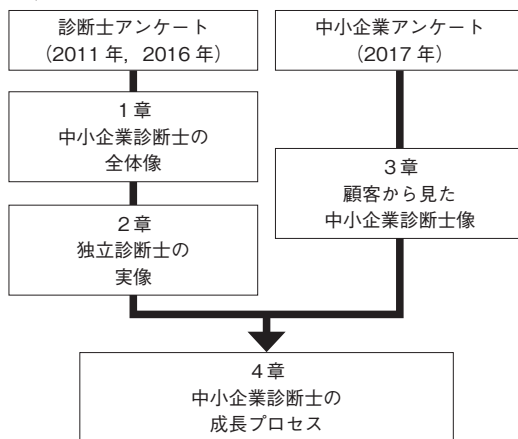 診断士アンケート
（2011年，2016年）
中小企業アンケート
（2017年）
1章
中小企業診断士の
全体像
2章
独立診断士の
実像
3章
顧客から見た
中小企業診断士像
4章
中小企業診断士の
成長プロセス